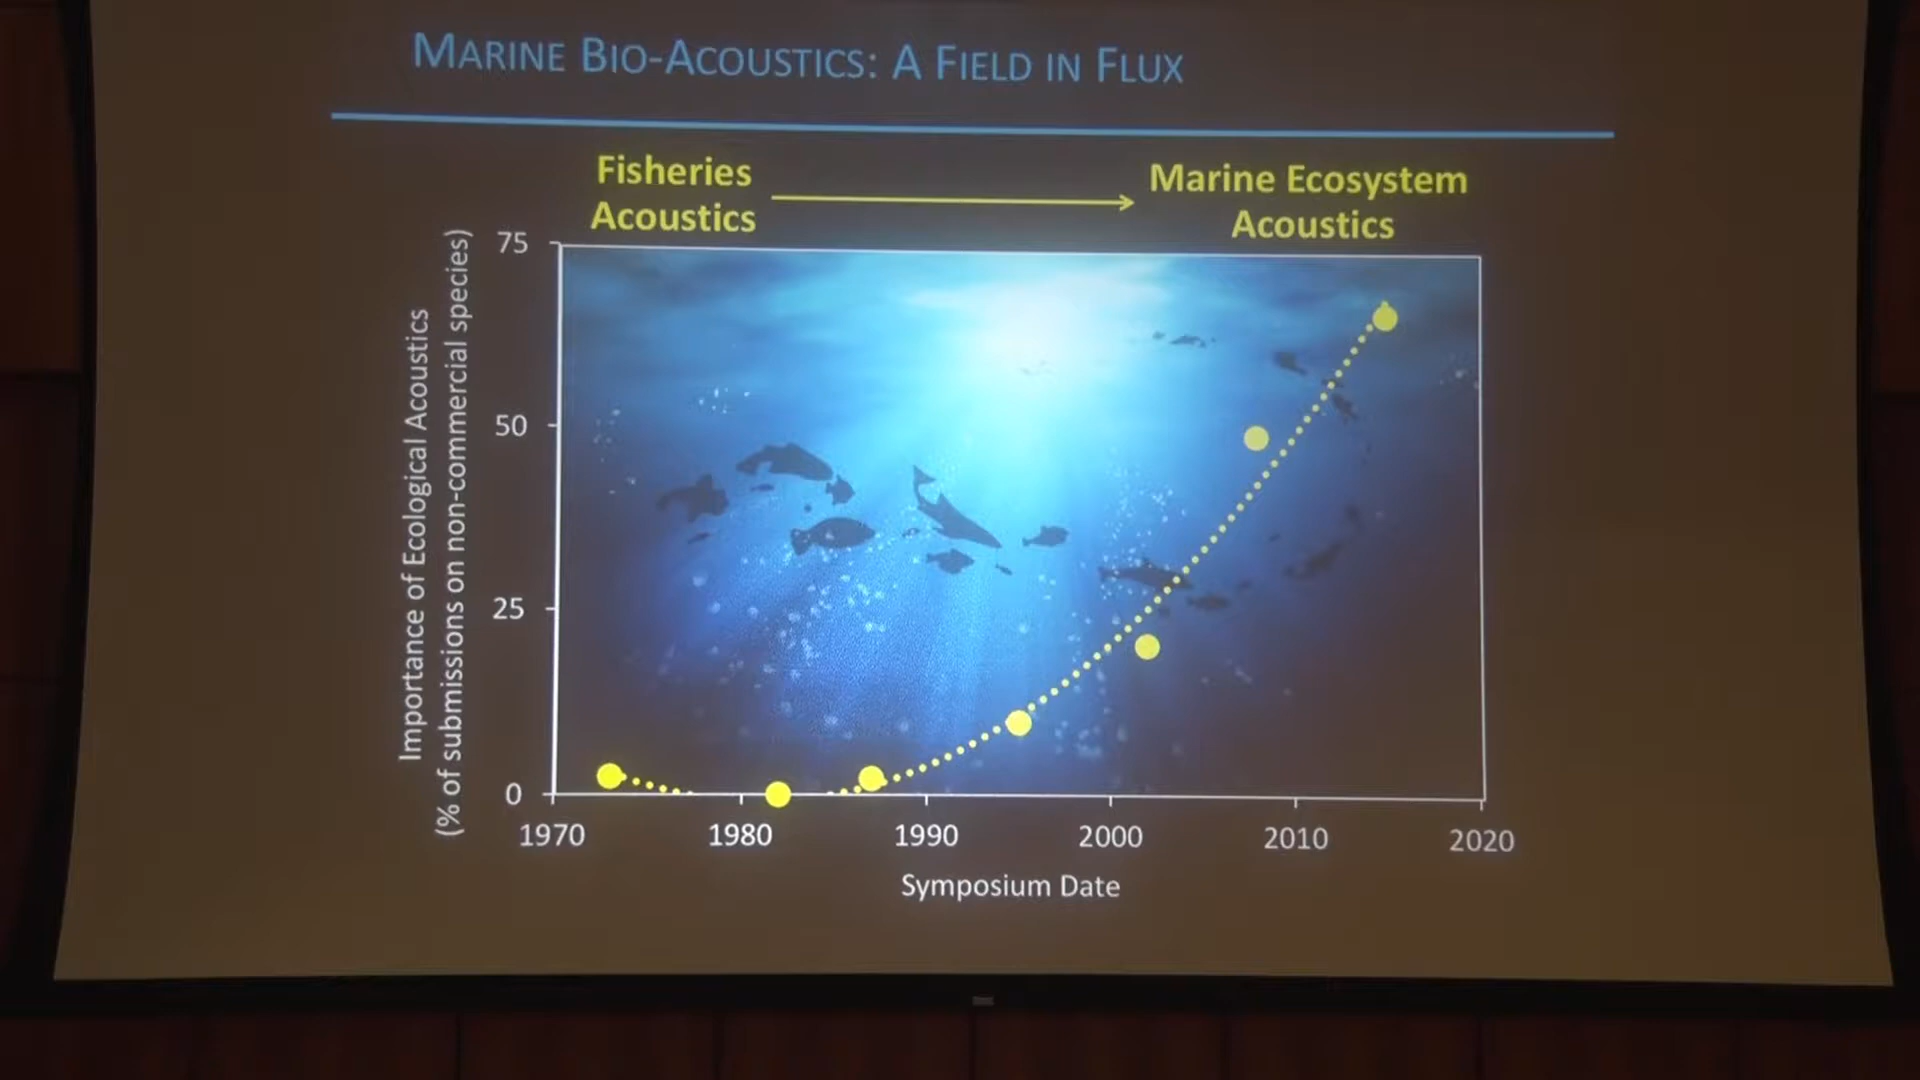 MARINE BIO-ACOUSTICS: A FIELD IN FLUX
Fisheries
Acoustics
Marine Ecosystem
Acoustics
Importance of Ecological Acoustics
(% of submissions on non-commercial species)
75
50
25
0
1970
1980
1990
2000
2010
2020
Symposium Date